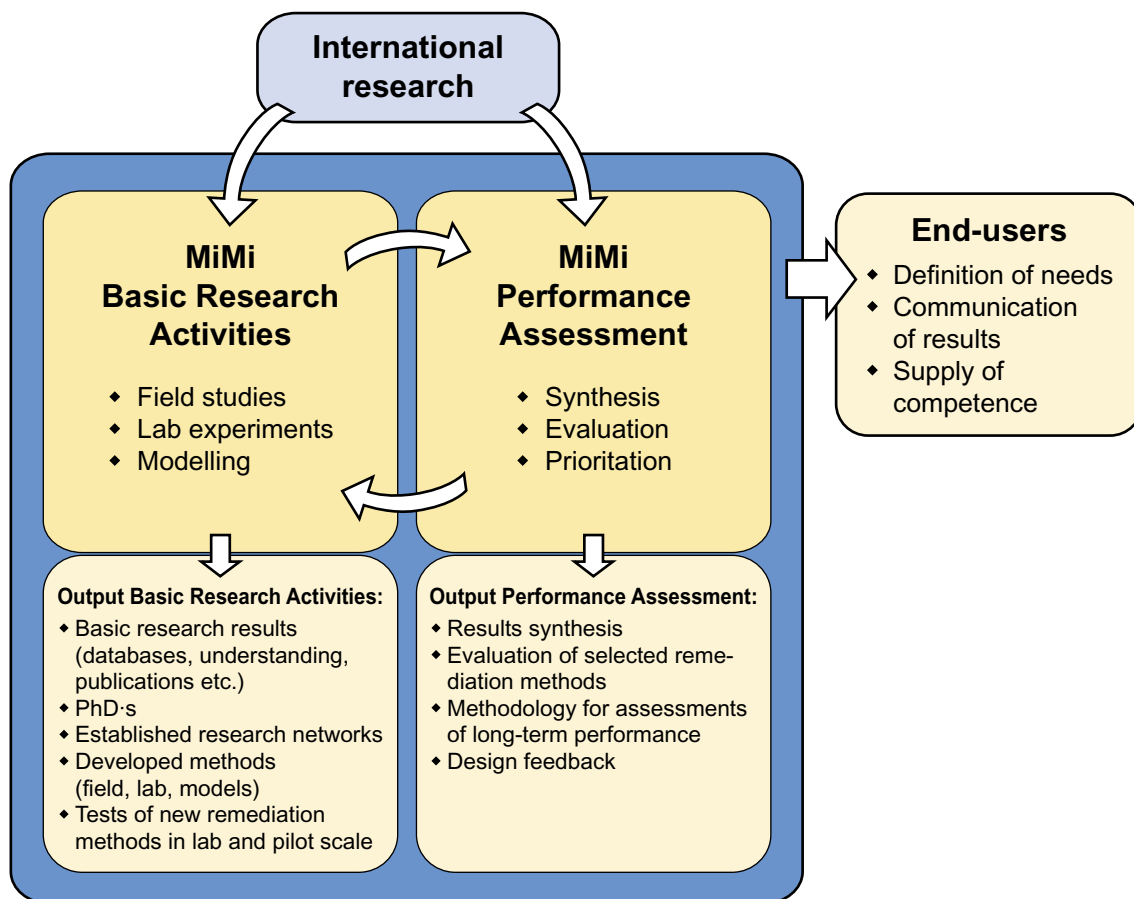 International
research
MiMi
Basic Research
Activities
◆ Field studies
◆ Lab experiments
◆ Modelling
MiMi
Performance
Assessment
◆ Synthesis
◆ Evaluation
◆ Prioritation
End-users
◆ Definition of needs
◆ Communication
of results
◆ Supply of
competence
Output Basic Research Activities:
◆ Basic research results
(databases, understanding,
publications etc.)
◆ PhD·s
◆ Established research networks
◆ Developed methods
(field, lab, models)
◆ Tests of new remediation
methods in lab and pilot scale
Output Performance Assessment:
◆ Results synthesis
◆ Evaluation of selected reme-
diation methods
◆ Methodology for assessments
of long-term performance
◆ Design feedback